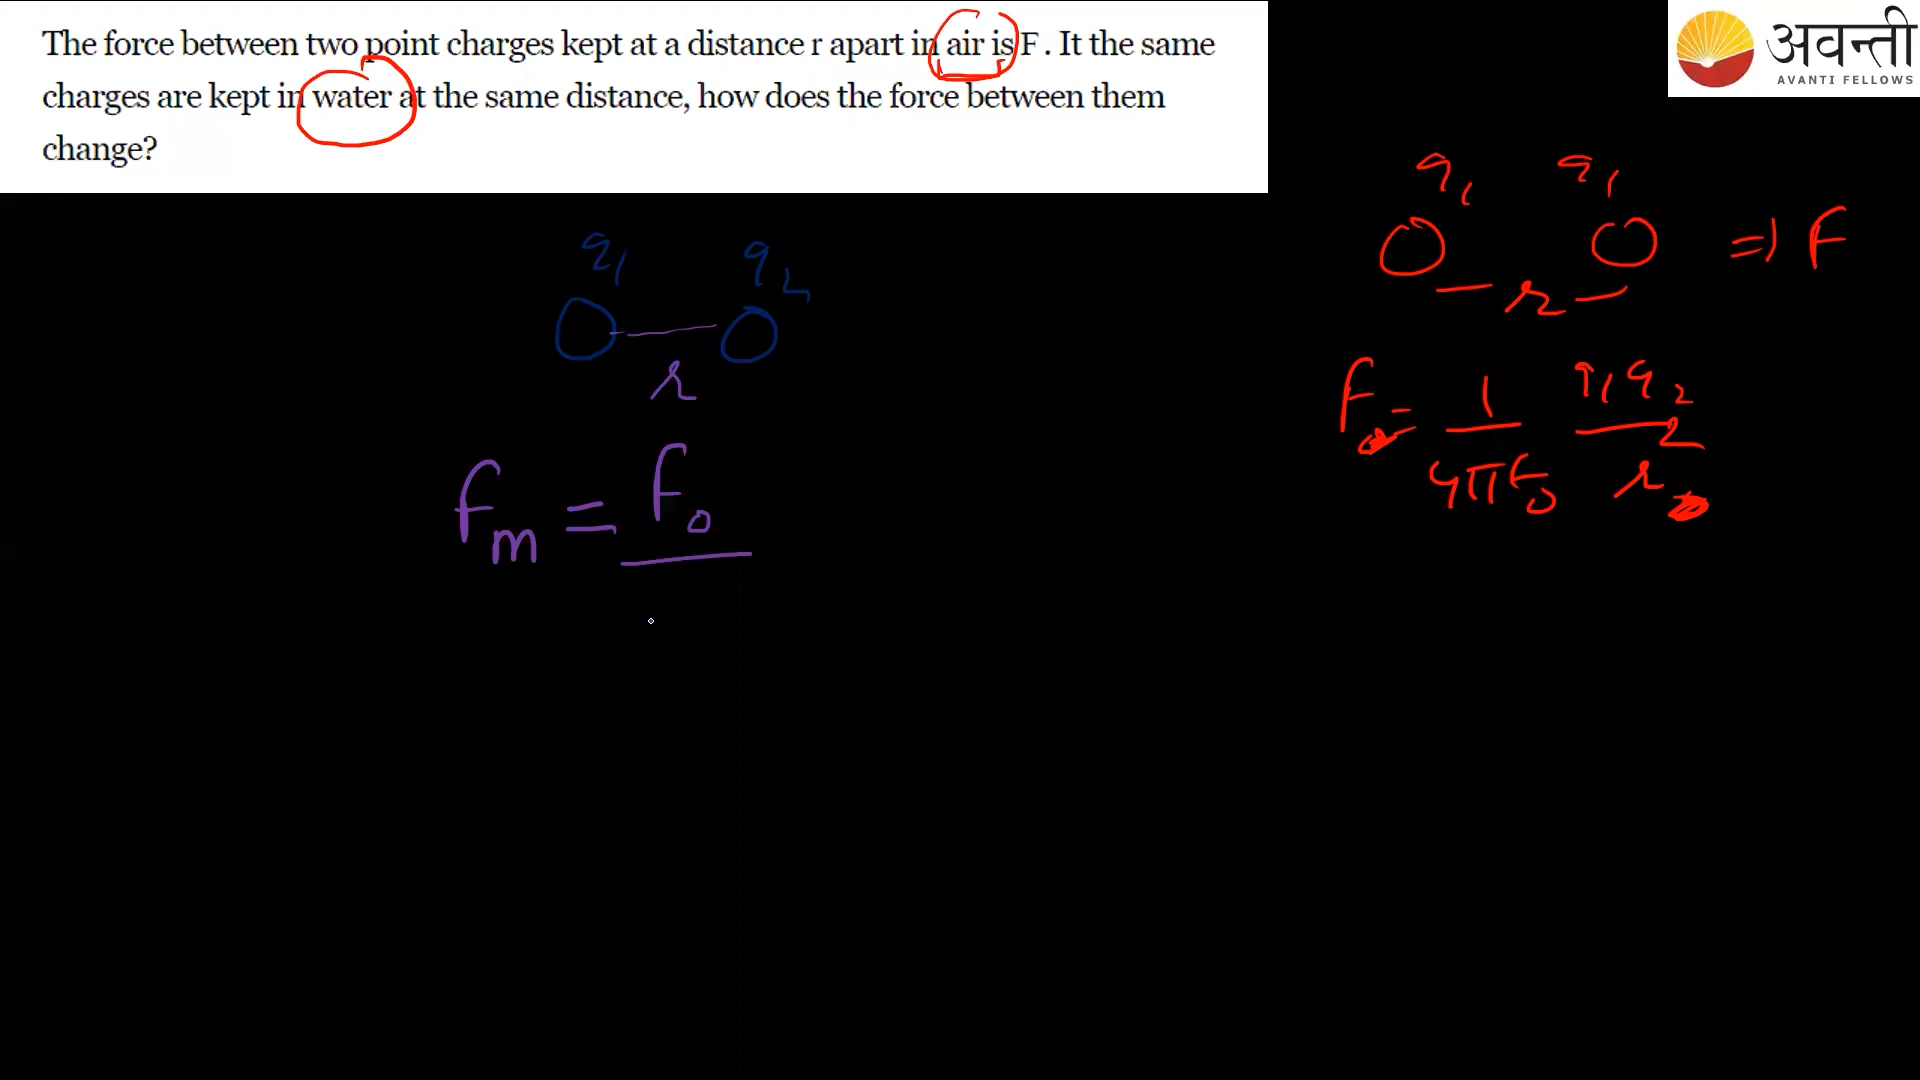 The force between two point charges kept at a distance r apart in air is F . It the same
charges are kept in water at the same distance, how does the force between them
change?
अवन्ती
AVANTI FELLOWS
q₁ q₁
r ⇒ F
F₀ = 1/4πϵ₀ q₁q₂/r²
q₁ q₂
r
Fm = F₀